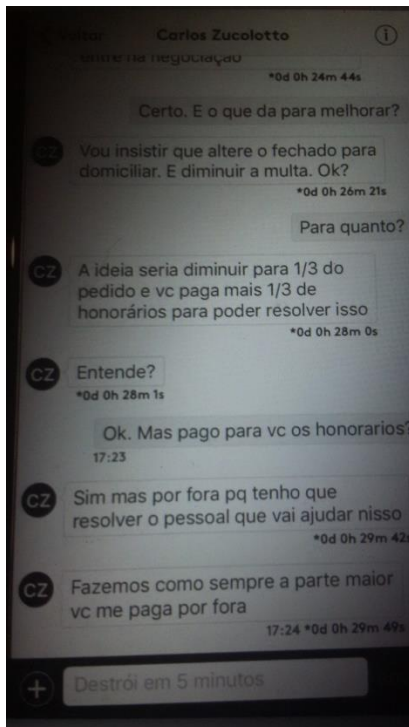 Voltar Carlos Zucolotto i
entre na negociação
*0d 0h 24m 44s
Certo. E o que da para melhorar?
CZ Vou insistir que altere o fechado para
domiciliar. E diminuir a multa. Ok?
*0d 0h 26m 21s
Para quanto?
CZ A ideia seria diminuir para 1/3 do
pedido e vc paga mais 1/3 de
honorários para poder resolver isso
*0d 0h 28m 0s
CZ Entende?
*0d 0h 28m 1s
Ok. Mas pago para vc os honorarios?
17:23
CZ Sim mas por fora pq tenho que
resolver o pessoal que vai ajudar nisso
*0d 0h 29m 42s
CZ Fazemos como sempre a parte maior
vc me paga por fora
17:24 *0d 0h 29m 49s
+ Destrói em 5 minutos